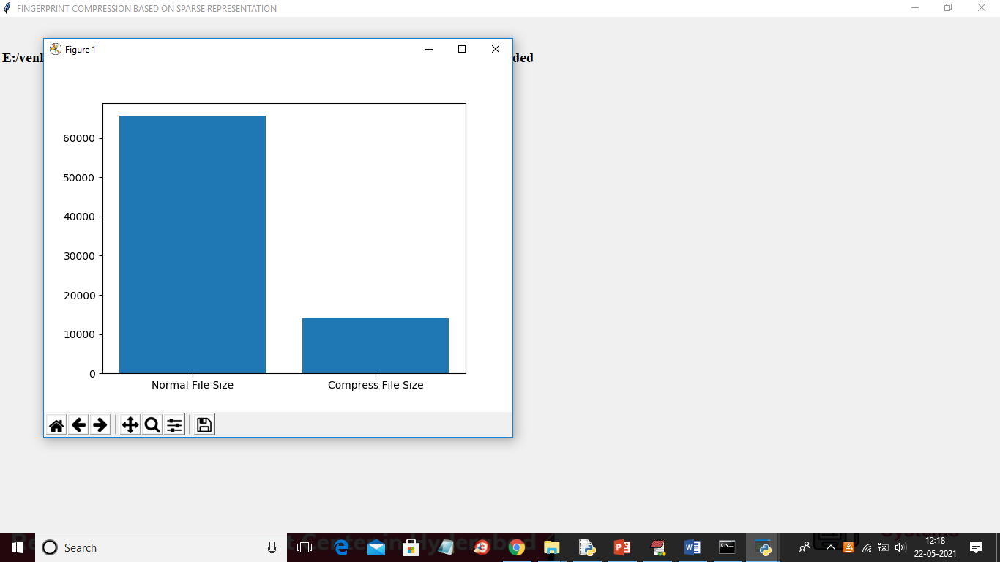 FINGERPRINT COMPRESSION BASED ON SPARSE REPRESENTATION
E:/venk
ded
Figure 1
60000
50000
40000
30000
20000
10000
0
Normal File Size
Compress File Size
Search
12:18
22-05-2021